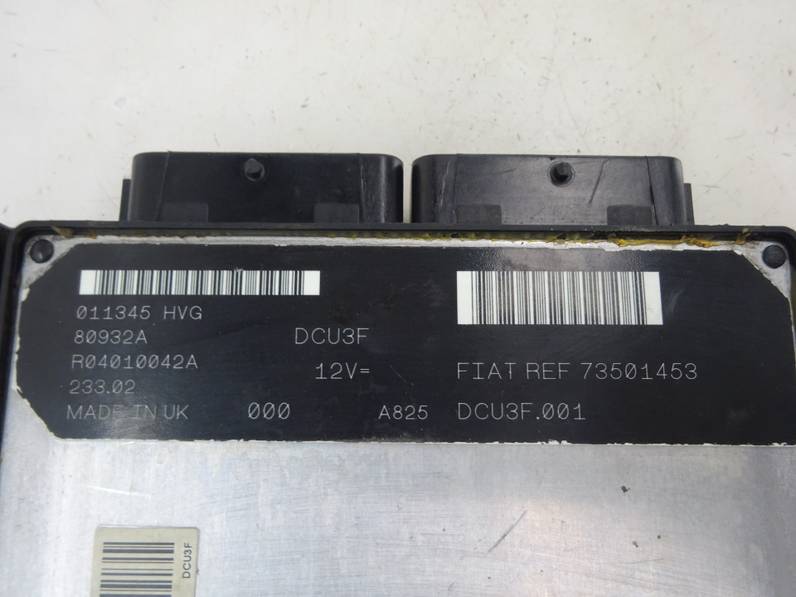 011345 HVG
80932A DCU3F
R04010042A 12V= FIAT REF 73501453
233.02
MADE IN UK 000 A825 DCU3F.001
DCU3F